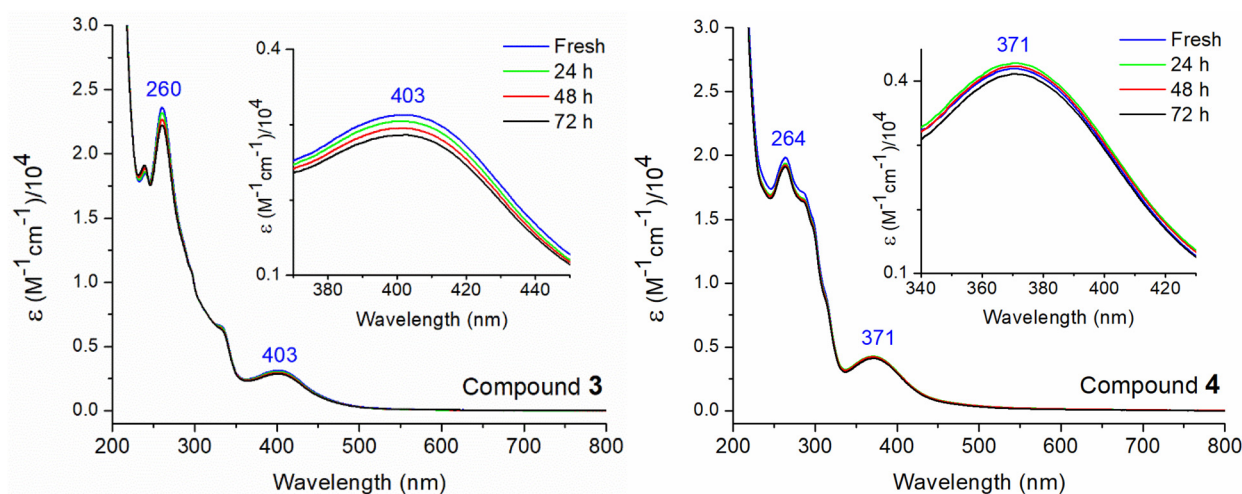 3.0
2.5
2.0
1.5
1.0
0.5
0.0
ε (M⁻¹cm⁻¹)/10⁴
260
403
Compound 3
200 300 400 500 600 700 800
Wavelength (nm)
0.4
0.1
ε (M⁻¹cm⁻¹)/10⁴
403
380 400 420 440
Wavelength (nm)
Fresh
24 h
48 h
72 h
3.0
2.5
2.0
1.5
1.0
0.5
0.0
ε (M⁻¹cm⁻¹)/10⁴
264
371
Compound 4
200 300 400 500 600 700 800
Wavelength (nm)
0.4
0.1
ε (M⁻¹cm⁻¹)/10⁴
371
340 360 380 400 420
Wavelength (nm)
Fresh
24 h
48 h
72 h